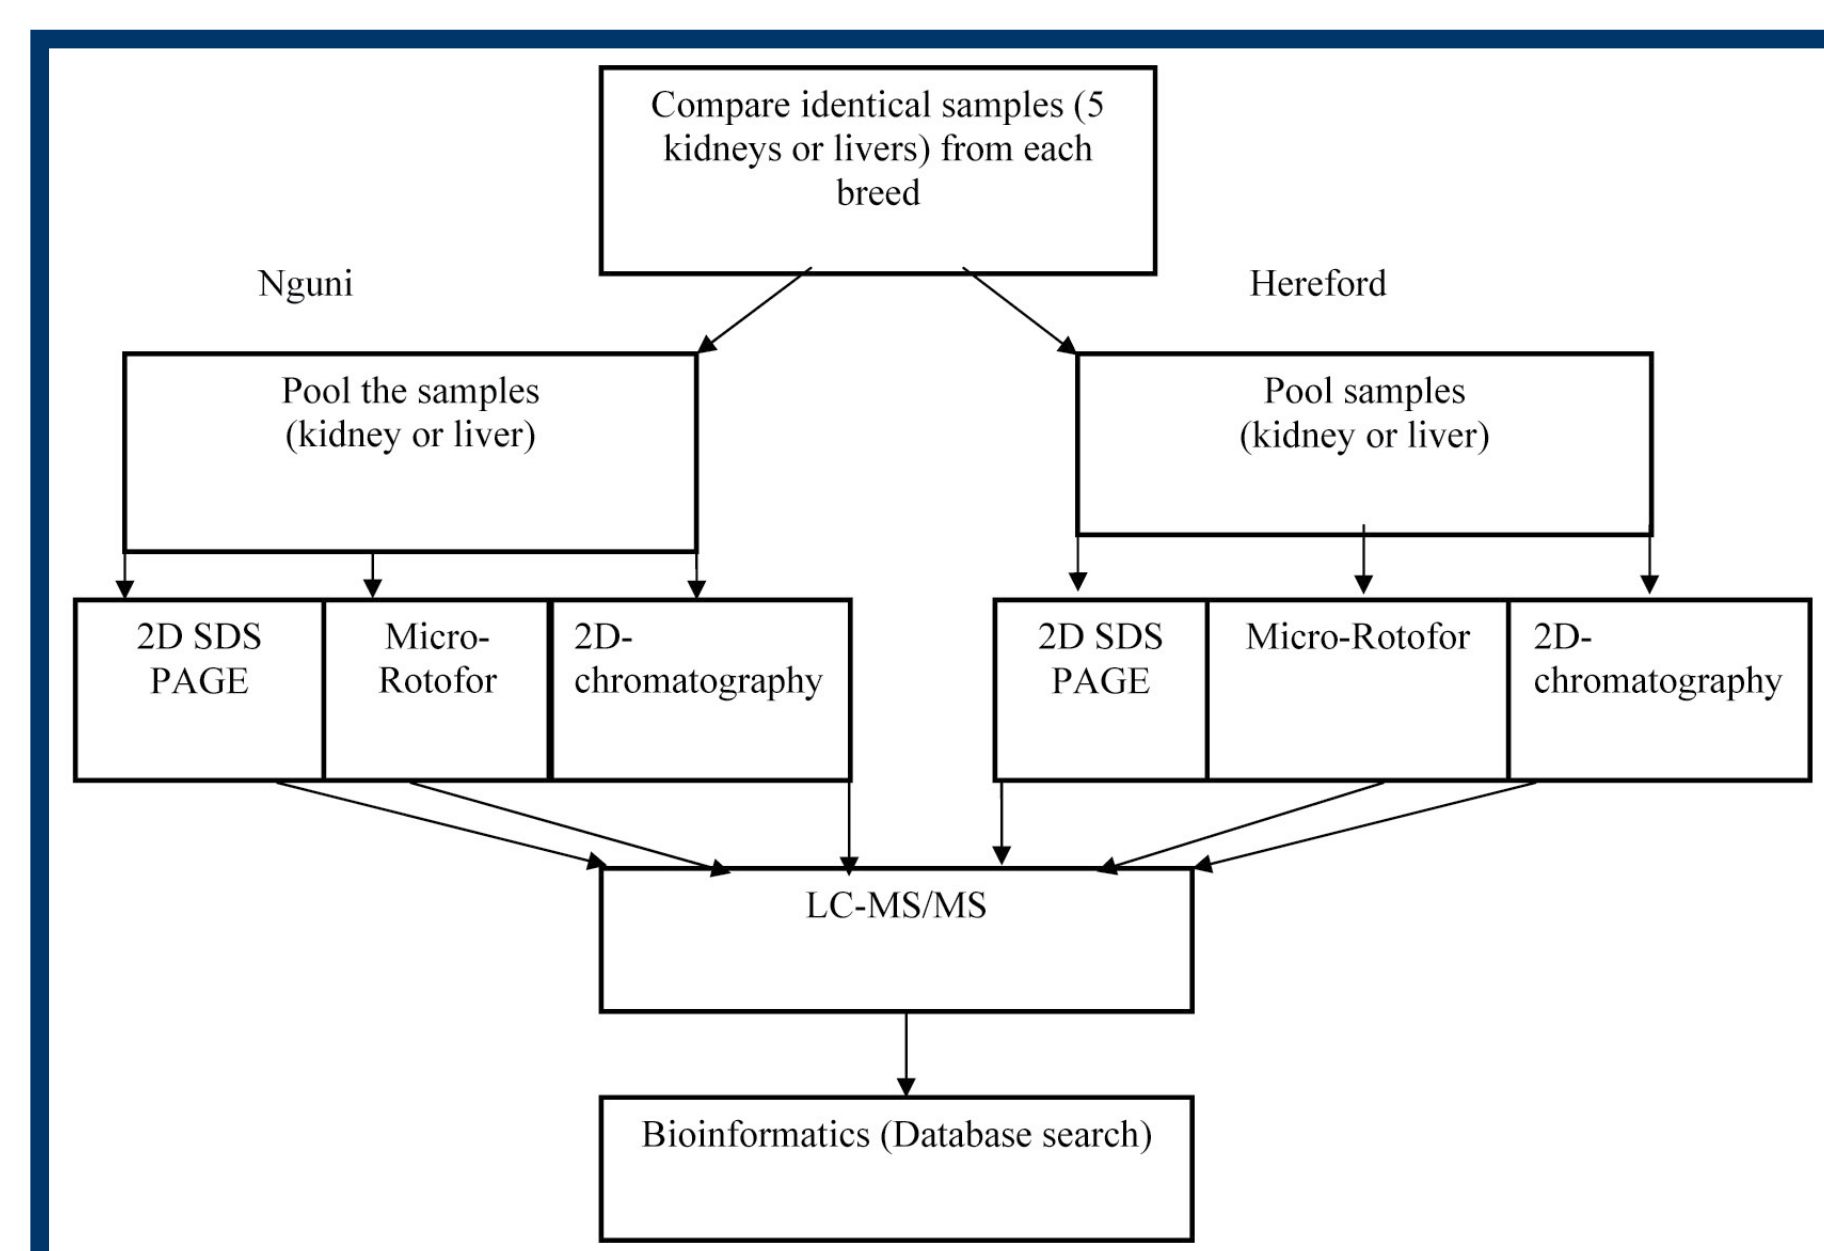 Compare identical samples (5
kidneys or livers) from each
breed
Nguni
Hereford
Pool the samples
(kidney or liver)
Pool samples
(kidney or liver)
2D SDS
PAGE
Micro-
Rotofor
2D-
chromatography
2D SDS
PAGE
Micro-Rotofor
2D-
chromatography
LC-MS/MS
Bioinformatics (Database search)